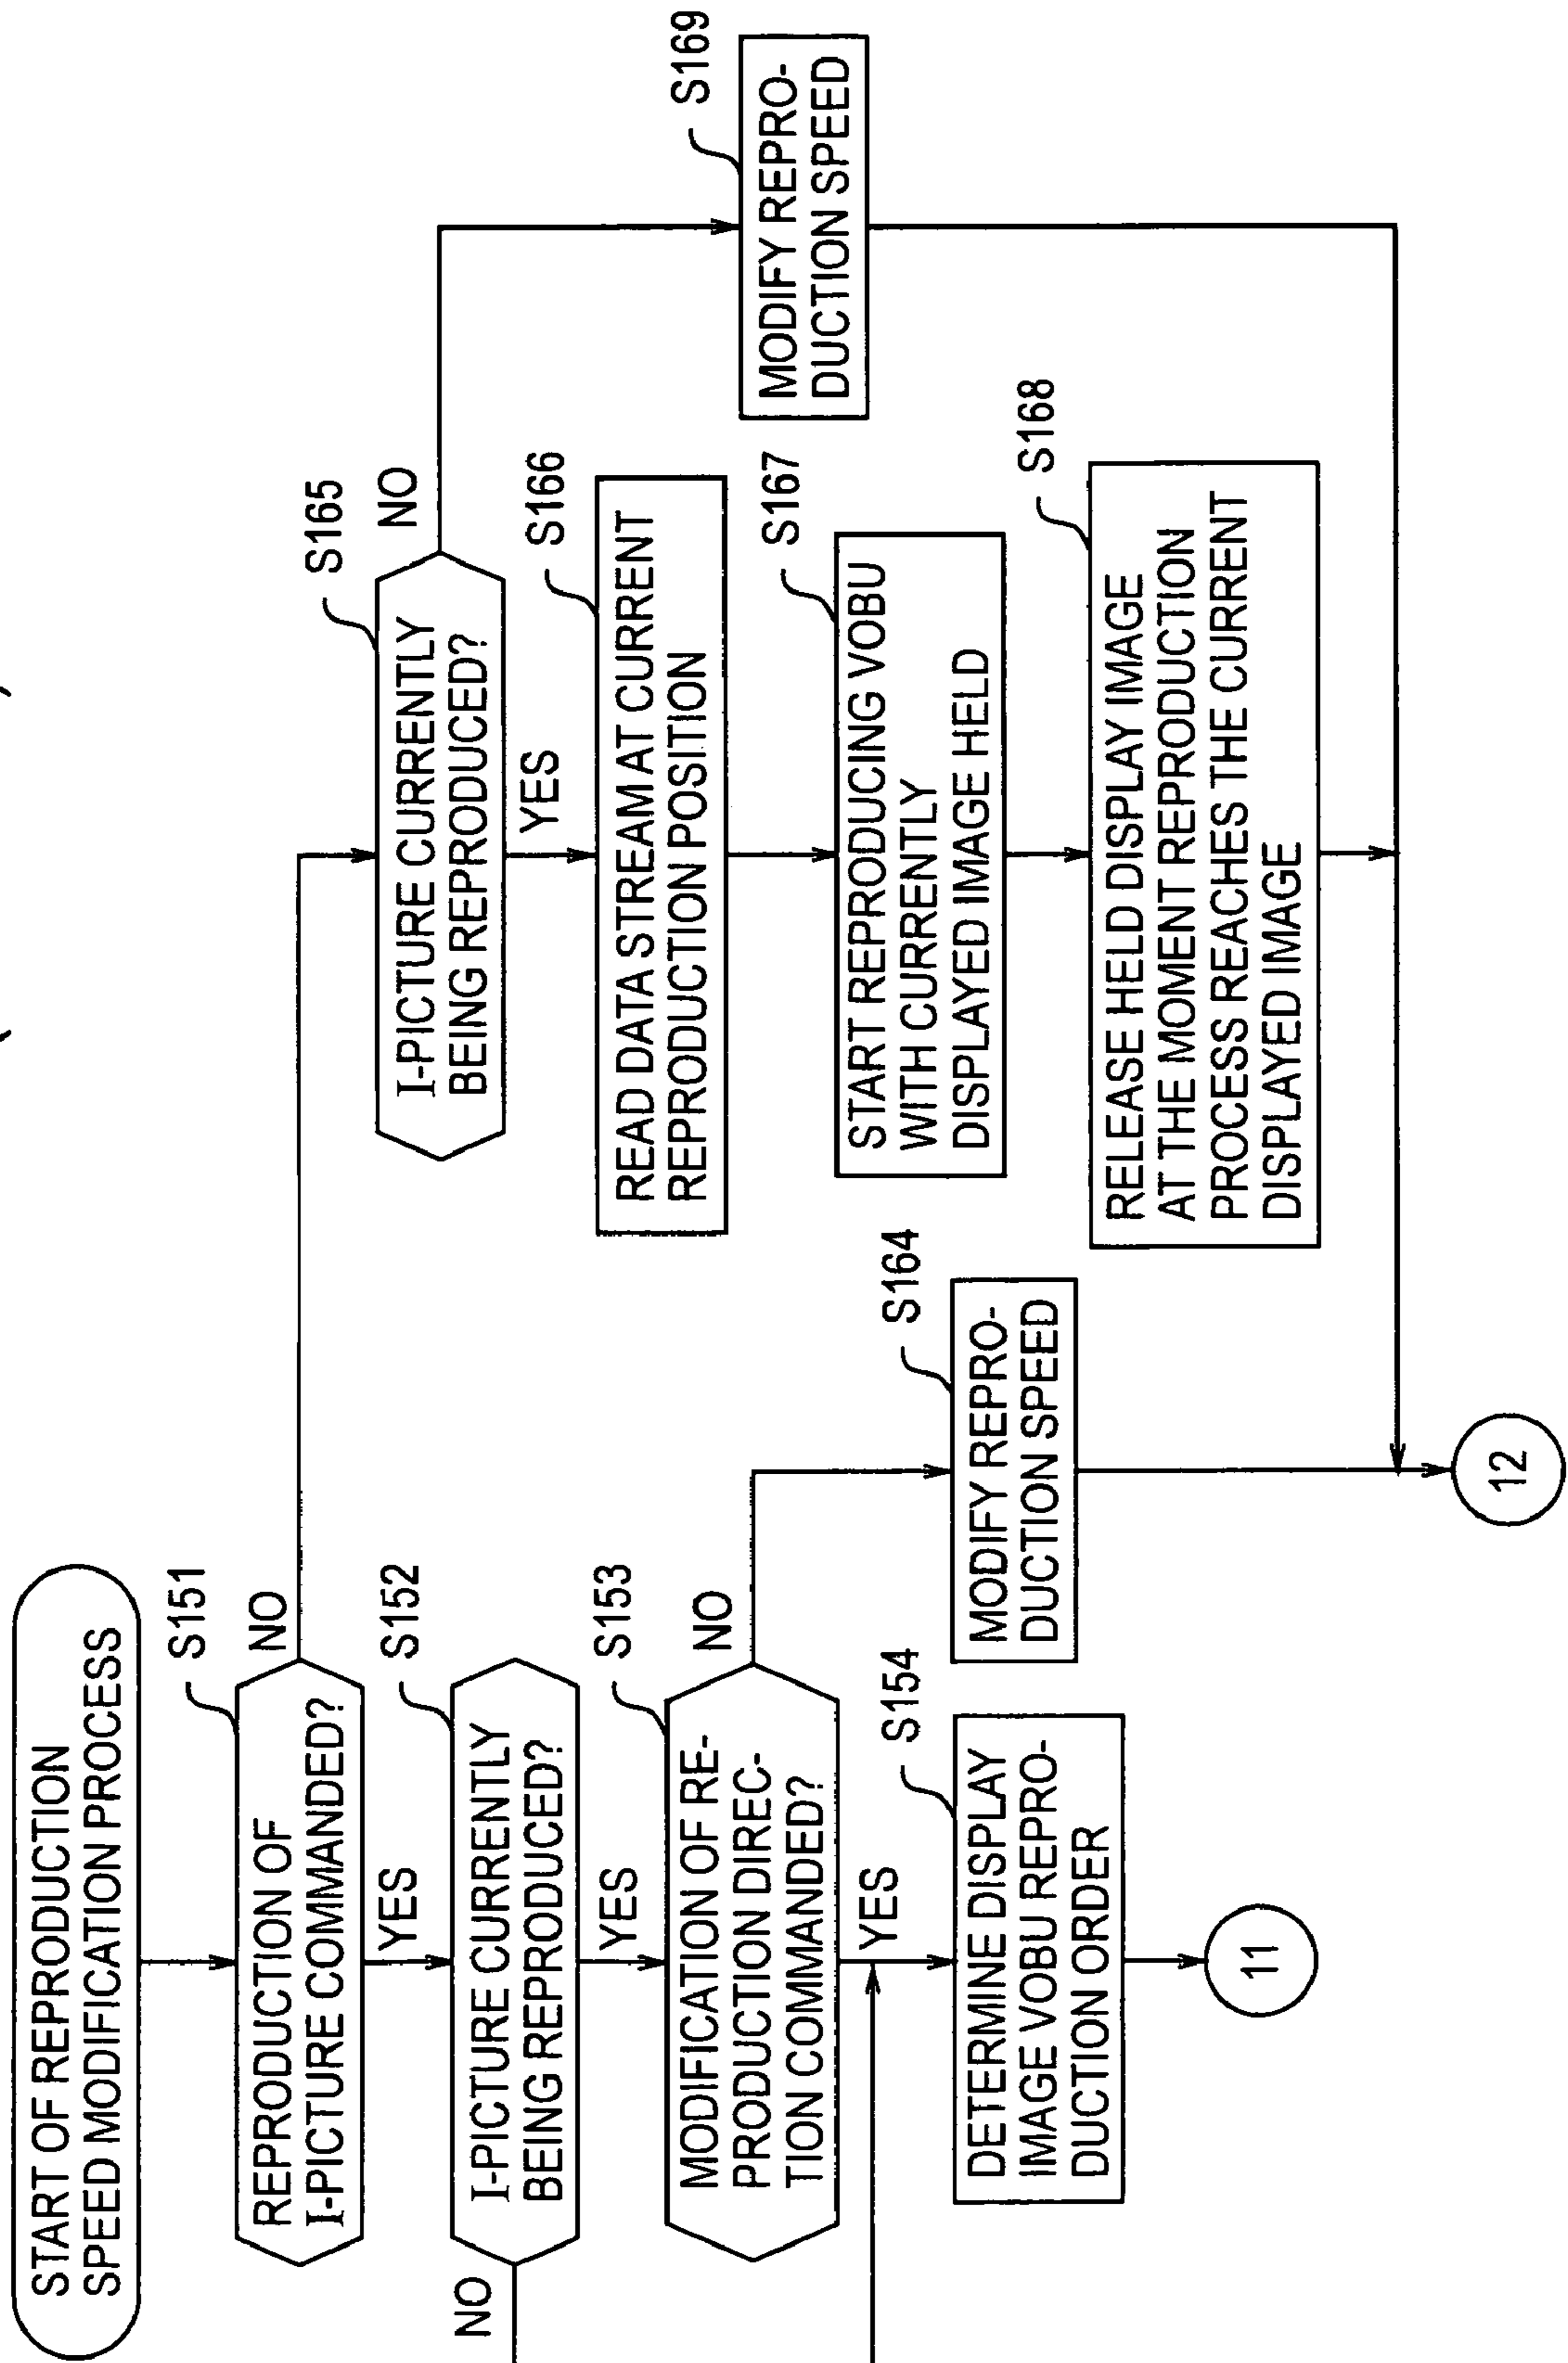 START OF REPRODUCTION
SPEED MODIFICATION PROCESS
S151
REPRODUCTION OF
I-PICTURE COMMANDED?
NO
YES
S152
I-PICTURE CURRENTLY
BEING REPRODUCED?
NO
YES
S153
MODIFICATION OF RE-
PRODUCTION DIREC-
TION COMMANDED?
NO
YES
S154
DETERMINE DISPLAY
IMAGE VOBU REPRO-
DUCTION ORDER
11
S164
MODIFY REPRO-
DUCTION SPEED
12
S165
I-PICTURE CURRENTLY
BEING REPRODUCED?
NO
YES
S166
READ DATA STREAM AT CURRENT
REPRODUCTION POSITION
S167
START REPRODUCING VOBU
WITH CURRENTLY
DISPLAYED IMAGE HELD
S168
RELEASE HELD DISPLAY IMAGE
AT THE MOMENT REPRODUCTION
PROCESS REACHES THE CURRENT
DISPLAYED IMAGE
S169
MODIFY REPRO-
DUCTION SPEED